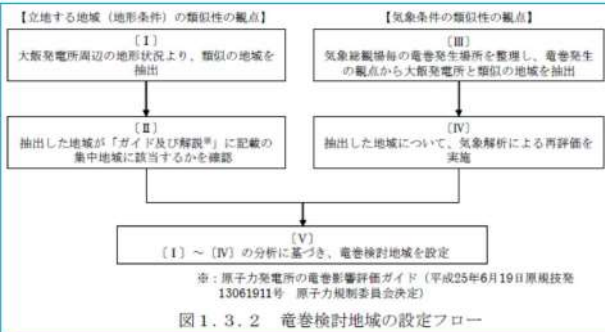 【立地する地域（地形条件）の類似性の観点】
【気象条件の類似性の観点】
〔Ⅰ〕
大飯発電所周辺の地形状況より、類似の地域を
抽出
〔Ⅲ〕
気象総観場毎の竜巻発生場所を整理し、竜巻発生
の観点から大飯発電所と類似の地域を抽出
〔Ⅱ〕
抽出した地域が「ガイド及び解説※」に記載の
集中地域に該当するかを確認
〔Ⅳ〕
抽出した地域について、気象解析による再評価を
実施
〔Ⅴ〕
〔Ⅰ〕～〔Ⅳ〕の分析に基づき、竜巻検討地域を設定
※：原子力発電所の竜巻影響評価ガイド（平成25年6月19日原規技発
13061911号　原子力規制委員会決定）
図１．３．２　竜巻検討地域の設定フロー